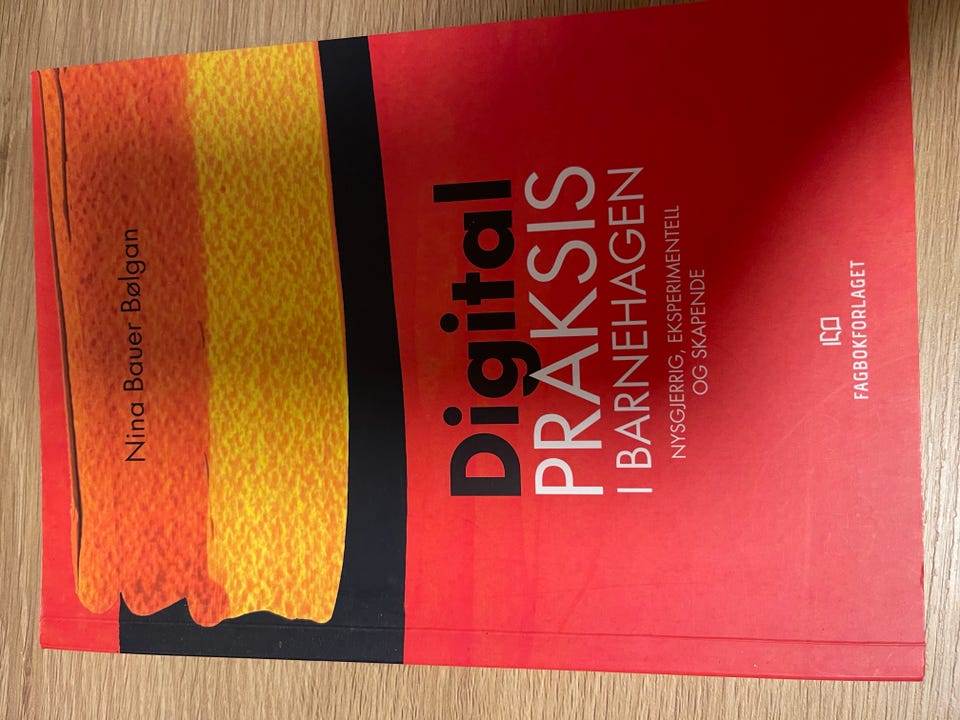 Nina Bauer Bølgan
Digital
PRAKSIS
I BARNEHAGEN
NYSGJERRIG, EKSPERIMENTELL
OG SKAPENDE
FAGBOKFORLAGET